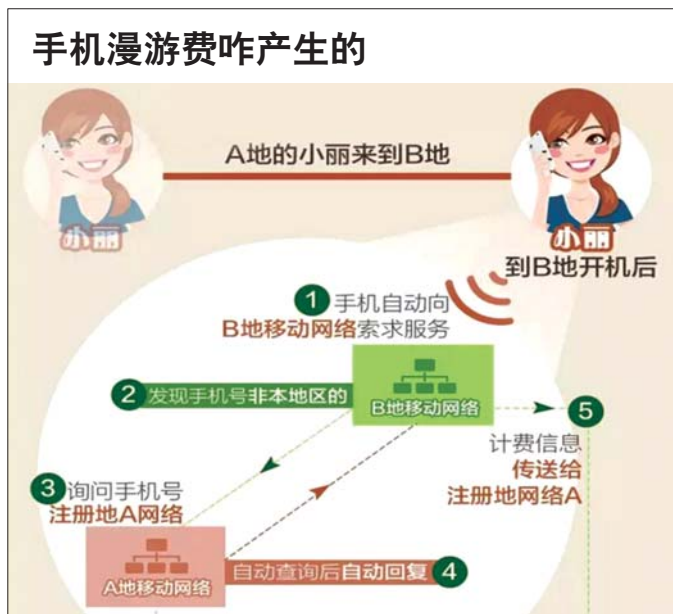 手机漫游费咋产生的
A地的小丽来到B地
小丽
小丽
到B地开机后
1 手机自动向
B地移动网络索求服务
2 发现手机号非本地区的
B地移动网络
5
计费信息
传送给
注册地网络A
3 询问手机号
注册地A网络
A地移动网络
自动查询后自动回复 4